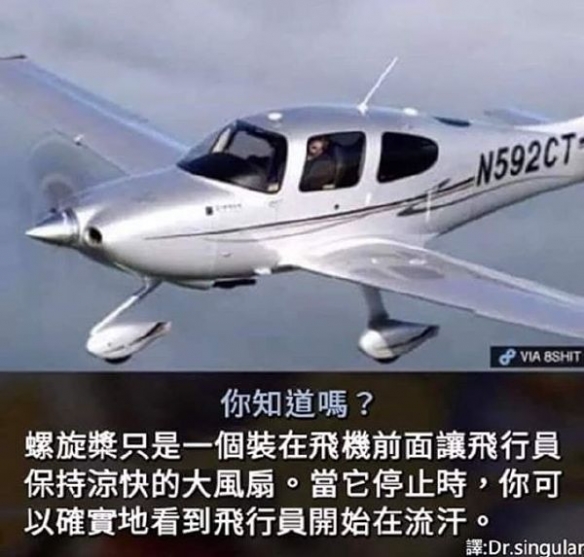 N592CT
VIA 8SHIT
你知道嗎？
螺旋槳只是一個裝在飛機前面讓飛行員
保持涼快的大風扇。當它停止時，你可
以確實地看到飛行員開始在流汗。
譯:Dr.singular